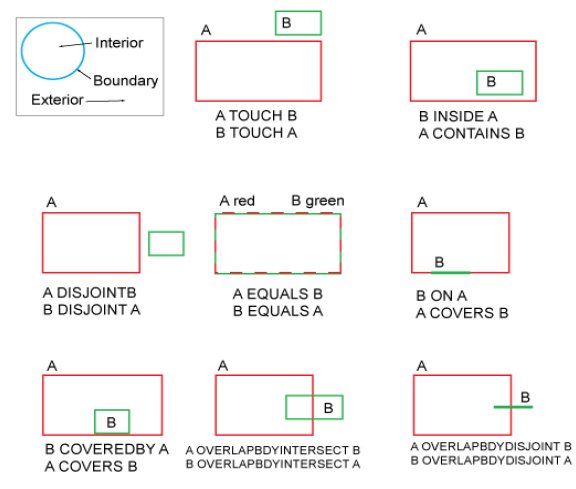 Interior
Boundary
Exterior
A
B
A TOUCH B
B TOUCH A
A
B
B INSIDE A
A CONTAINS B
A
A DISJOINTB
B DISJOINT A
A red B green
A EQUALS B
B EQUALS A
A
B
B ON A
A COVERS B
A
B
B COVEREDBY A
A COVERS B
A
B
A OVERLAPBDYINTERSECT B
B OVERLAPBDYINTERSECT A
A
B
A OVERLAPBDYDISJOINT B
B OVERLAPBDYDISJOINT A